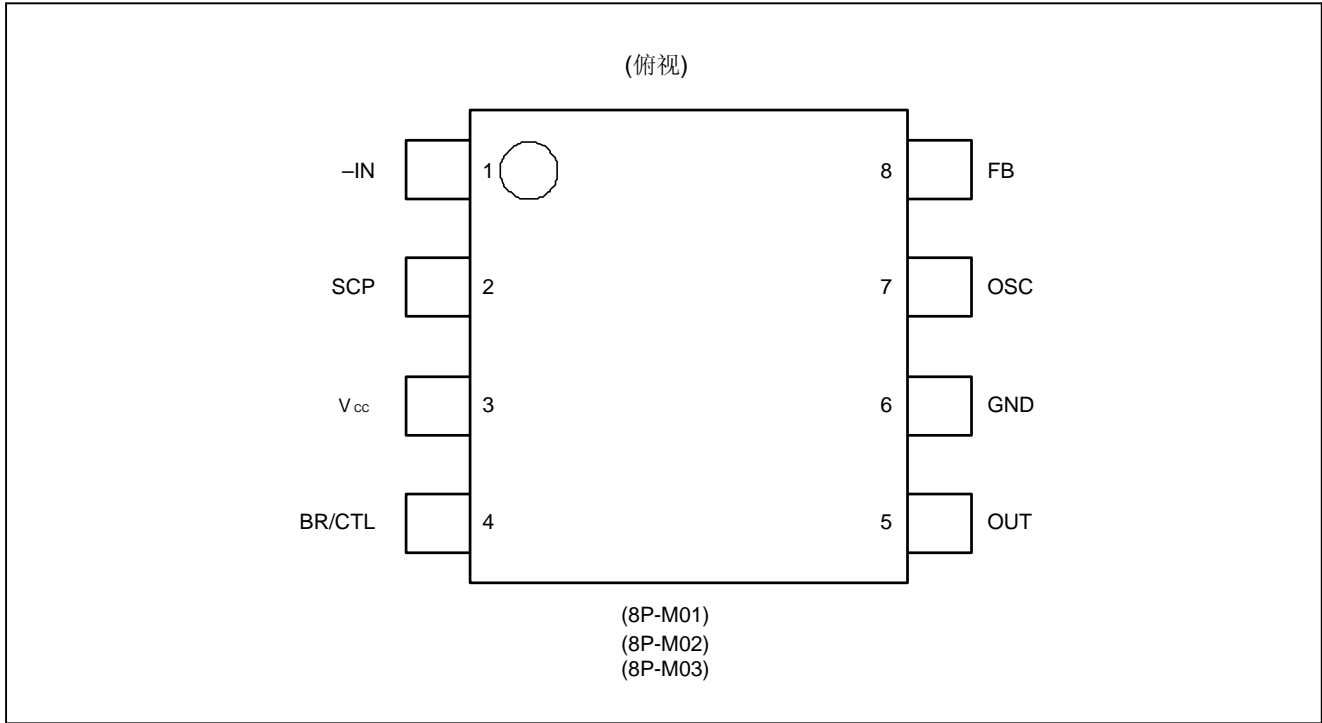 (俯视)
–IN 1 8 FB
SCP 2 7 OSC
Vcc 3 6 GND
BR/CTL 4 5 OUT
(8P-M01)
(8P-M02)
(8P-M03)